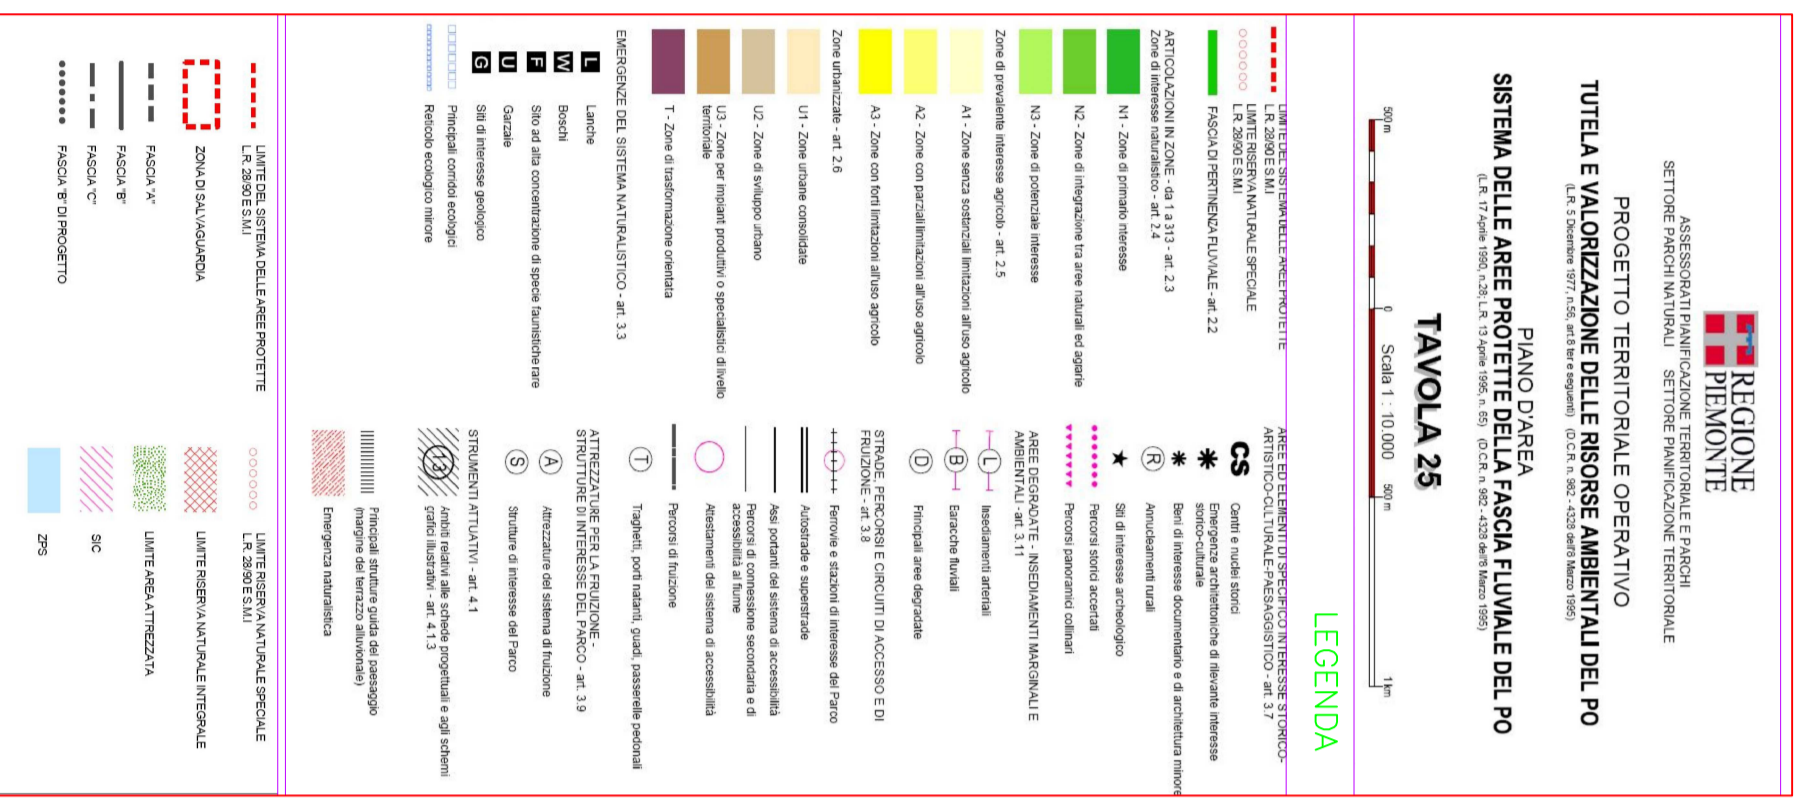 REGIONE
PIEMONTE
ASSESSORATI PIANIFICAZIONE TERRITORIALE E PARCHI
SETTORE PARCHI NATURALI SETTORE PIANIFICAZIONE TERRITORIALE
PROGETTO TERRITORIALE OPERATIVO
TUTELA E VALORIZZAZIONE DELLE RISORSE AMBIENTALI DEL PO
(L.R. 5 Dicembre 1977, n.56, art.8 ter e seguenti) (D.C.R. n. 982 - 4328 dell'8 Marzo 1995)
PIANO D'AREA
SISTEMA DELLE AREE PROTETTE DELLA FASCIA FLUVIALE DEL PO
(L.R. 17 Aprile 1990, n.28; L.R. 13 Aprile 1995, n. 65) (D.C.R. n. 982 - 4328 dell'8 Marzo 1995)
TAVOLA 25
Scala 1 : 10.000
500 m 0 500 m 1 km
LEGENDA
LIMITE DEL SISTEMA DELLE AREE PROTETTE
L.R. 28/90 E S.M.I
LIMITE RISERVA NATURALE SPECIALE
L.R. 28/90 E S.M.I
FASCIA DI PERTINENZA FLUVIALE - art. 2.2
ARTICOLAZIONI IN ZONE - da 1 a 313 - art. 2.3
Zone di interesse naturalistico - art. 2.4
N1 - Zone di primario interesse
N2 - Zone di integrazione tra aree naturali ed agrarie
N3 - Zone di potenziale interesse
Zone di prevalente interesse agricolo - art. 2.5
A1 - Zone senza sostanziali limitazioni all'uso agricolo
A2 - Zone con parziali limitazioni all'uso agricolo
A3 - Zone con forti limitazioni all'uso agricolo
Zone urbanizzate - art. 2.6
U1 - Zone urbane consolidate
U2 - Zone di sviluppo urbano
U3 - Zone per impiant produttivi o specialistici di livello
territoriale
T - Zone di trasformazione orientata
EMERGENZE DEL SISTEMA NATURALISTICO - art. 3.3
L Lanche
W Boschi
F Sito ad alta concentrazione di specie faunistiche rare
U Garzaie
G Siti di interesse geologico
Principali corridoi ecologici
Reticolo ecologico minore
AREE ED ELEMENTI DI SPECIFICO INTERESSE STORICO-
ARTISTICO-CULTURALE-PAESAGGISTICO - art. 3.7
CS Centri e nuclei storici
Emergenze architettoniche di rilevante interesse
storico-culturale
Beni di interesse documentario e di architettura minore
R Annucleamenti rurali
Siti di interesse archeologico
Percorsi storici accertati
Percorsi panoramici collinari
AREE DEGRADATE - INSEDIAMENTI MARGINALI E
AMBIENTALI - art. 3.11
L Insediamenti arteriali
B Baracche fluviali
D Principali aree degradate
STRADE, PERCORSI E CIRCUITI DI ACCESSO E DI
FRUIZIONE - art. 3.8
Ferrovie e stazioni di interesse del Parco
Autostrade e superstrade
Assi portanti del sistema di accessibilità
Percorsi di connessione secondaria e di
accessibilità al fiume
Attestamenti del sistema di accessibilità
Percorsi di fruizione
T Traghetti, porti natanti, guadi, passerelle pedonali
ATTREZZATURE PER LA FRUIZIONE -
STRUTTURE DI INTERESSE DEL PARCO - art. 3.9
A Attrezzature del sistema di fruizione
S Strutture di interesse del Parco
STRUMENTI ATTUATIVI - art. 4.1
Ambiti relativi alle schede progettuali e agli schemi
grafici illustrativi - art. 4.1.3
Principali strutture guida del paesaggio
(margine del terrazzo alluvionale)
Emergenza naturalistica
LIMITE DEL SISTEMA DELLE AREE PROTETTE
L.R. 28/90 E S.M.I
ZONA DI SALVAGUARDIA
FASCIA "A"
FASCIA "B"
FASCIA "C"
FASCIA "B" DI PROGETTO
LIMITE RISERVA NATURALE SPECIALE
L.R. 28/90 E S.M.I
LIMITE RISERVA NATURALE INTEGRALE
LIMITE AREA ATTREZZATA
SIC
ZPS